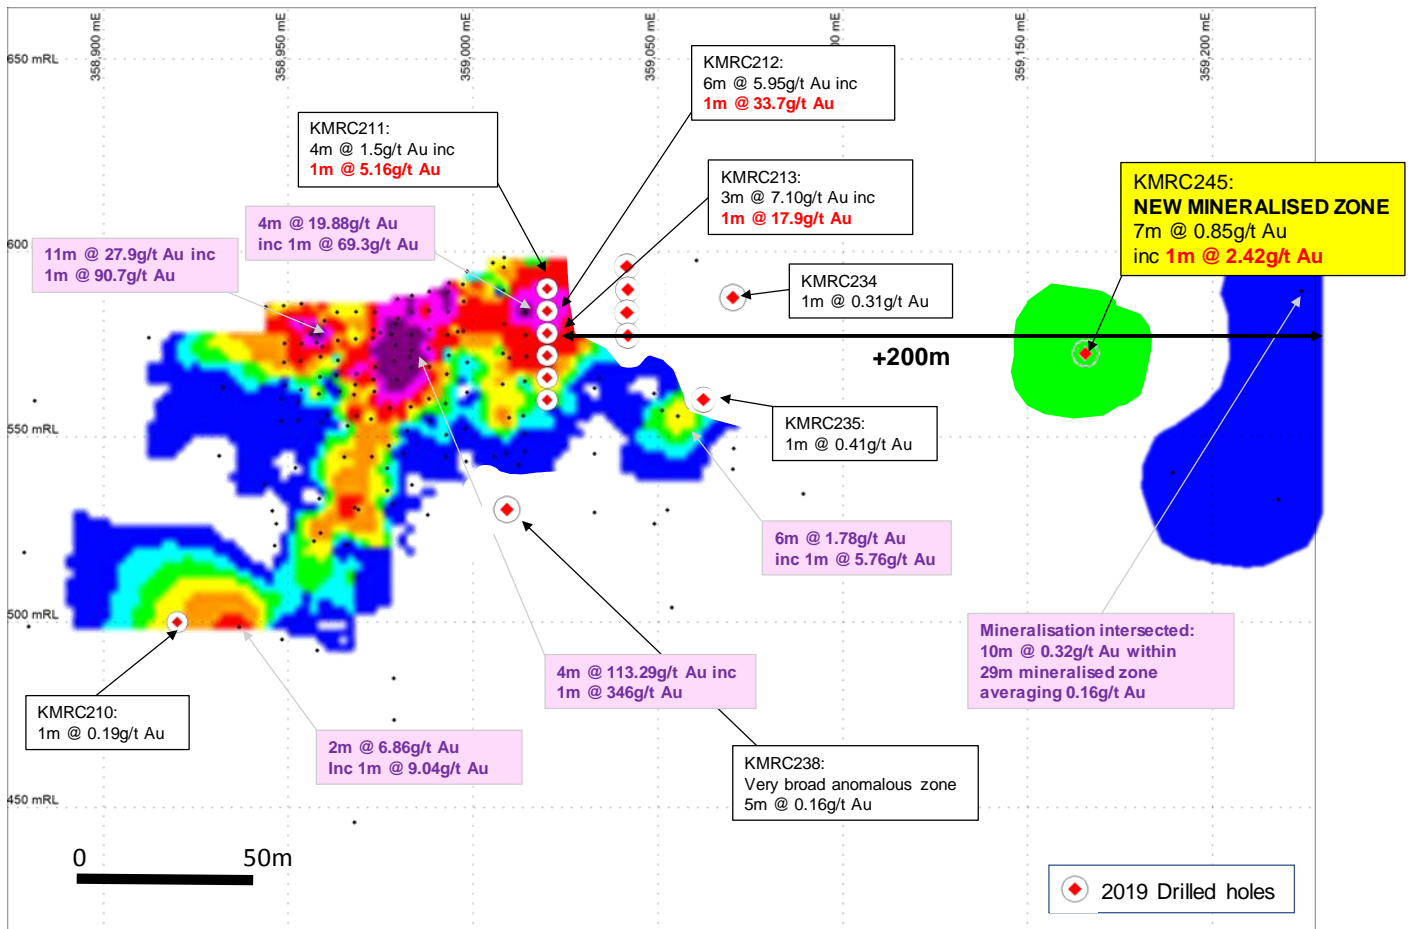 358,900 mE
358,950 mE
359,000 mE
359,050 mE
359,150 mE
359,200 mE
650 mRL
600 mRL
550 mRL
500 mRL
450 mRL
KMRC212:
6m @ 5.95g/t Au inc
1m @ 33.7g/t Au
KMRC211:
4m @ 1.5g/t Au inc
1m @ 5.16g/t Au
KMRC213:
3m @ 7.10g/t Au inc
1m @ 17.9g/t Au
KMRC245:
NEW MINERALISED ZONE
7m @ 0.85g/t Au
inc 1m @ 2.42g/t Au
4m @ 19.88g/t Au
inc 1m @ 69.3g/t Au
11m @ 27.9g/t Au inc
1m @ 90.7g/t Au
KMRC234
1m @ 0.31g/t Au
+200m
KMRC235:
1m @ 0.41g/t Au
6m @ 1.78g/t Au
inc 1m @ 5.76g/t Au
Mineralisation intersected:
10m @ 0.32g/t Au within
29m mineralised zone
averaging 0.16g/t Au
4m @ 113.29g/t Au inc
1m @ 346g/t Au
KMRC210:
1m @ 0.19g/t Au
2m @ 6.86g/t Au
Inc 1m @ 9.04g/t Au
KMRC238:
Very broad anomalous zone
5m @ 0.16g/t Au
0 50m
2019 Drilled holes